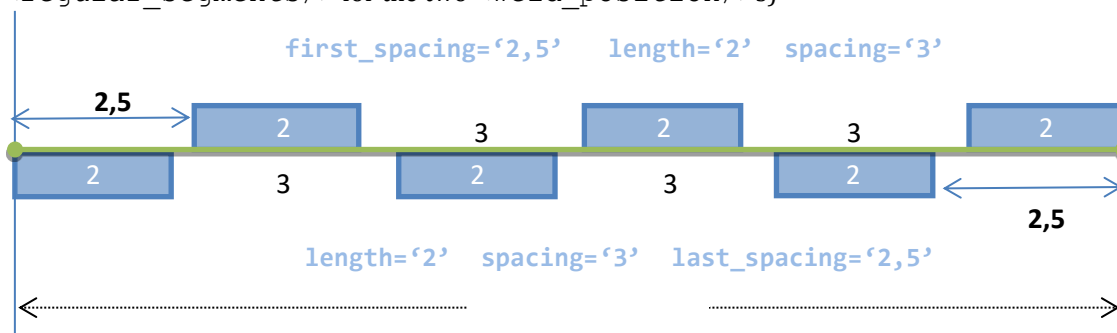 first_spacing=‘2,5’ length=‘2’ spacing=‘3’
2,5
2 3 2 3 2
2 3 2 3 2
2,5
length=‘2’ spacing=‘3’ last_spacing=‘2,5’